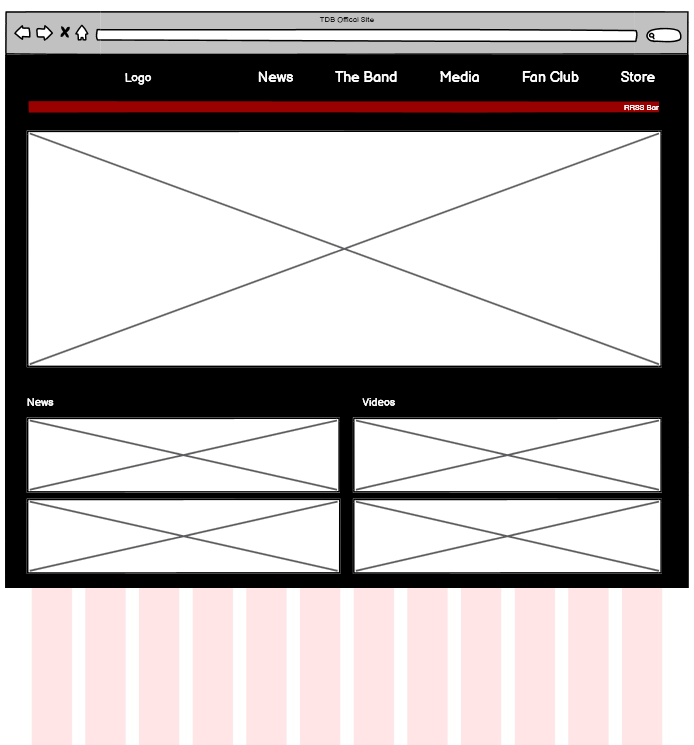 TDB Offical Site
Logo News The Band Media Fan Club Store
RRSS Bar
News Videos